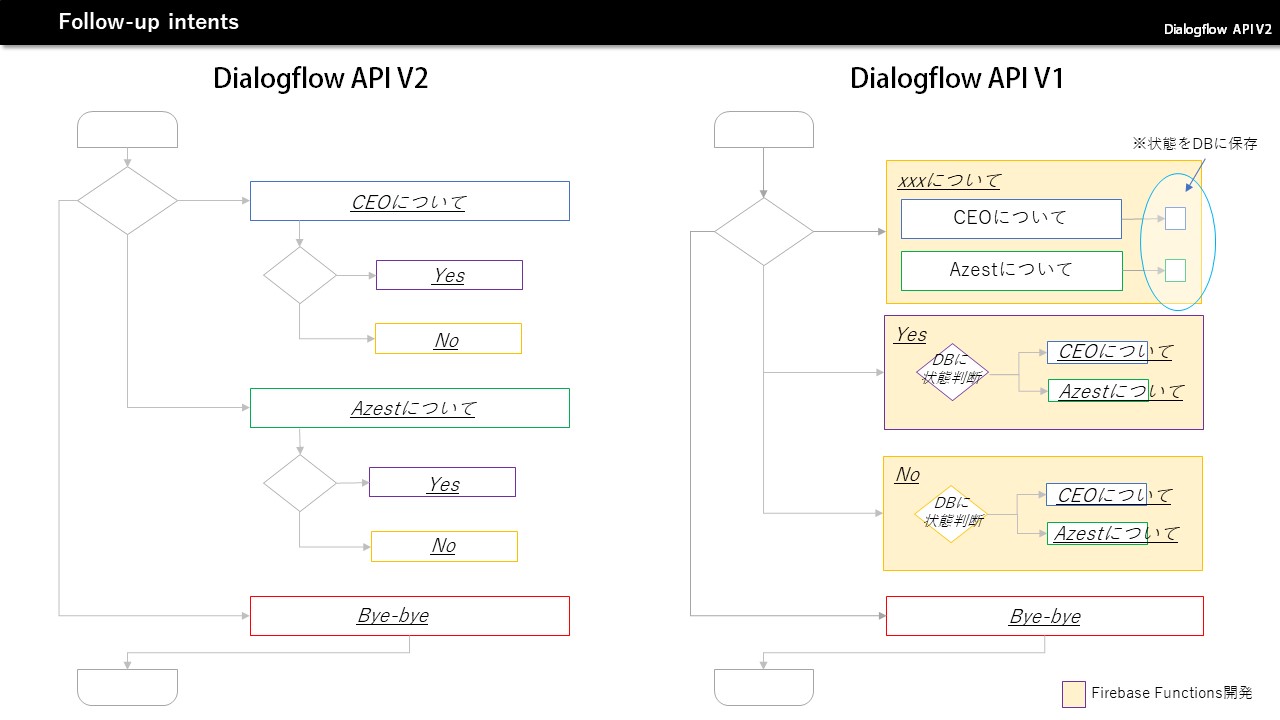 Follow-up intents
Dialogflow API V2
Dialogflow API V2
CEOについて
Yes
No
Azestについて
Yes
No
Bye-bye
Dialogflow API V1
※状態をDBに保存
xxxについて
CEOについて
Azestについて
Yes
DBに
状態判断
CEOについて
Azestについて
No
DBに
状態判断
CEOについて
Azestについて
Bye-bye
Firebase Functions開発